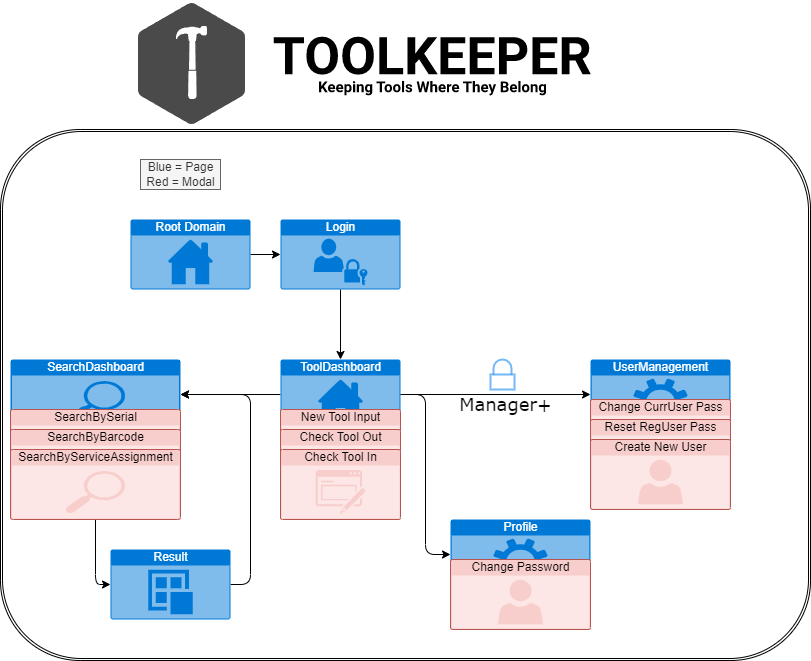 TOOLKEEPER
Keeping Tools Where They Belong
Blue = Page
Red = Modal
Root Domain
Login
SearchDashboard
SearchBySerial
SearchByBarcode
SearchByServiceAssignment
ToolDashboard
New Tool Input
Check Tool Out
Check Tool In
Manager+
UserManagement
Change CurrUser Pass
Reset RegUser Pass
Create New User
Result
Profile
Change Password